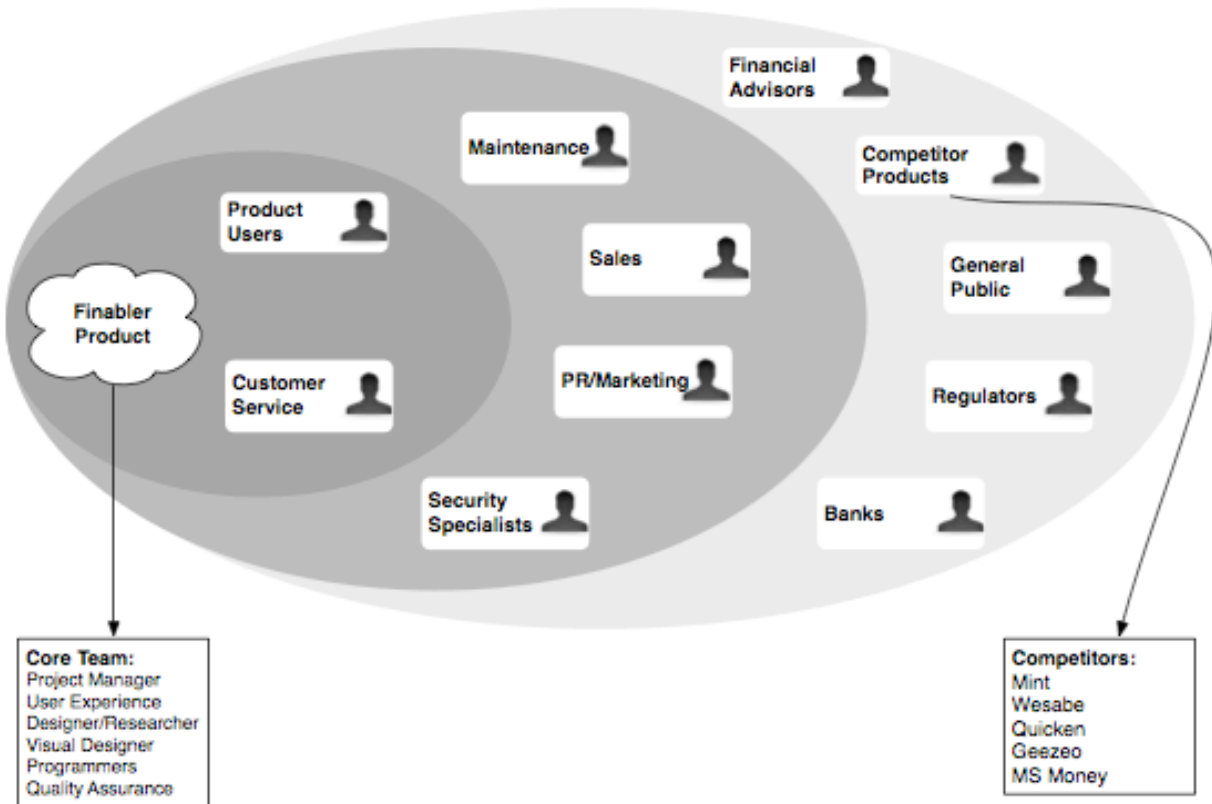 Financial
Advisors
Maintenance
Competitor
Products
Product
Users
Sales
General
Public
Finabler
Product
Customer
Service
PR/Marketing
Regulators
Security
Specialists
Banks
Core Team:
Project Manager
User Experience
Designer/Researcher
Visual Designer
Programmers
Quality Assurance
Competitors:
Mint
Wesabe
Quicken
Geezeo
MS Money